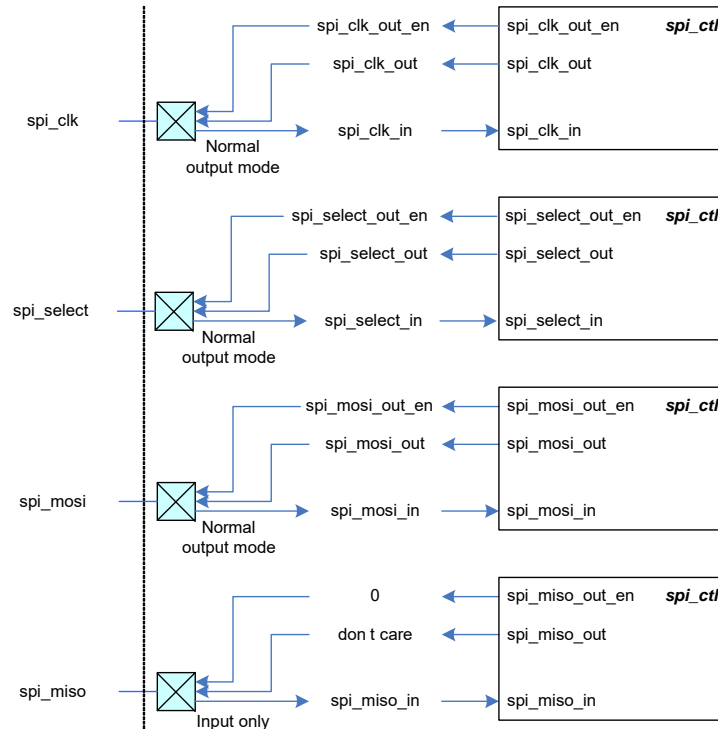 spi_clk_out_en spi_clk_out_en spi_ctl
spi_clk_out spi_clk_out
spi_clk
spi_clk_in spi_clk_in
Normal
output mode
spi_select_out_en spi_select_out_en spi_ctl
spi_select_out spi_select_out
spi_select
spi_select_in spi_select_in
Normal
output mode
spi_mosi_out_en spi_mosi_out_en spi_ctl
spi_mosi_out spi_mosi_out
spi_mosi
spi_mosi_in spi_mosi_in
Normal
output mode
0 spi_miso_out_en spi_ctl
don t care spi_miso_out
spi_miso
spi_miso_in spi_miso_in
Input only